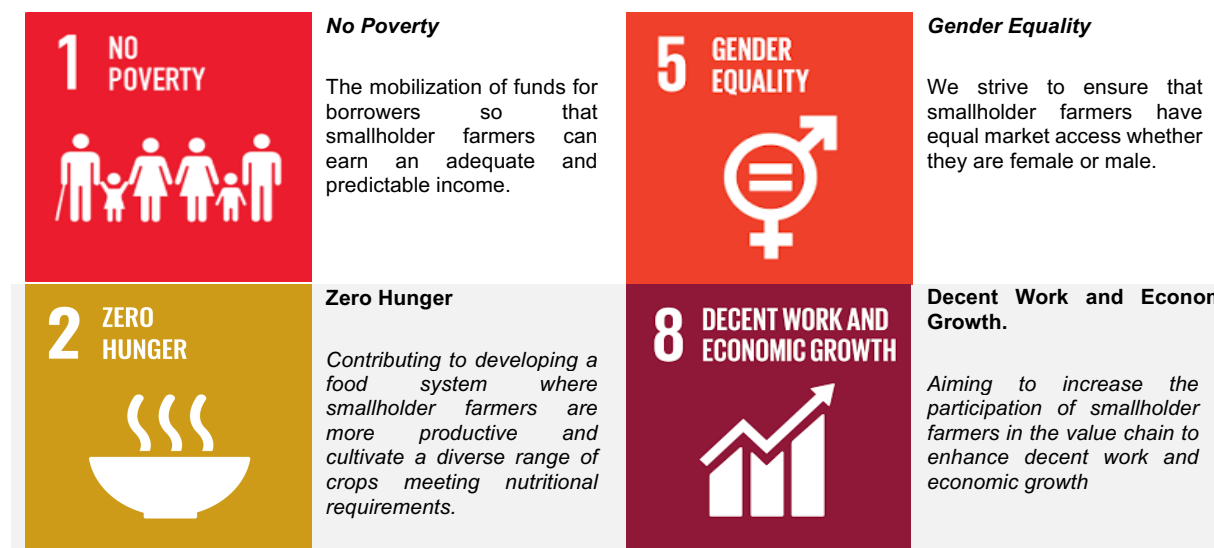 1 NO
POVERTY
No Poverty
The mobilization of funds for
borrowers so that
smallholder farmers can
earn an adequate and
predictable income.
5 GENDER
EQUALITY
Gender Equality
We strive to ensure that
smallholder farmers have
equal market access whether
they are female or male.
2 ZERO
HUNGER
Zero Hunger
Contributing to developing a
food system where
smallholder farmers are
more productive and
cultivate a diverse range of
crops meeting nutritional
requirements.
8 DECENT WORK AND
ECONOMIC GROWTH
Decent Work and Econom
Growth.
Aiming to increase the
participation of smallholder
farmers in the value chain to
enhance decent work and
economic growth